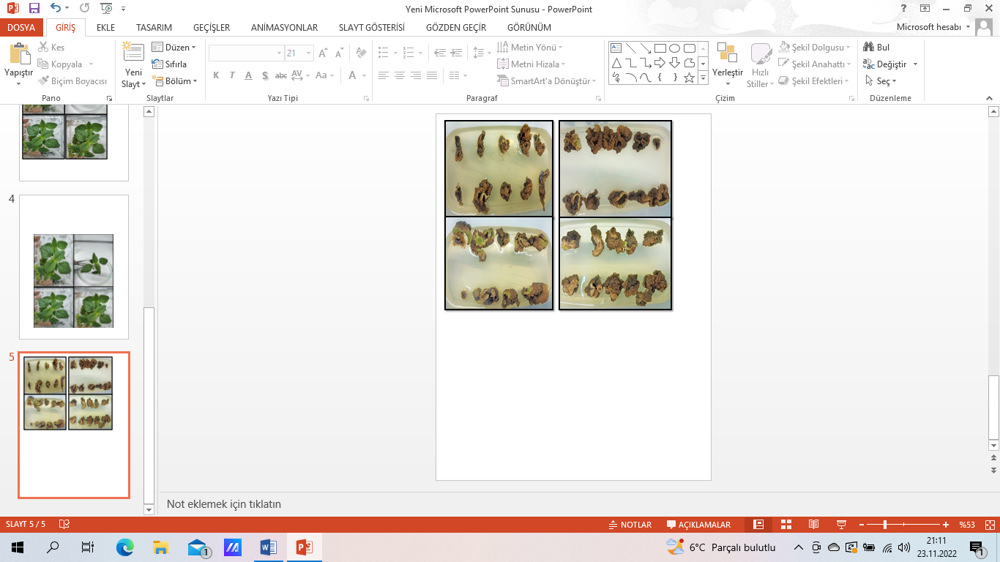 Yeni Microsoft PowerPoint Sunusu - PowerPoint
DOSYA GİRİŞ EKLE TASARIM GEÇİŞLER ANİMASYONLAR SLAYT GÖSTERİSİ GÖZDEN GEÇİR GÖRÜNÜM Microsoft hesabı
Yapıştır
Kes
Kopyala
Biçim Boyacısı
Pano
Yeni
Slayt
Düzen
Sıfırla
Bölüm
Slaytlar
21
K T A S abc AV Aa A
Yazı Tipi
Metin Yönü
Metni Hizala
SmartArt'a Dönüştür
Paragraf
Yerleştir
Hızlı
Stiller
Şekil Dolgusu
Şekil Anahattı
Şekil Efektleri
Çizim
Bul
Değiştir
Seç
Düzenleme
4
5
Not eklemek için tıklatın
SLAYT 5 / 5 NOTLAR AÇIKLAMALAR %53
1 6°C Parçalı bulutlu 21:11
23.11.2022 1